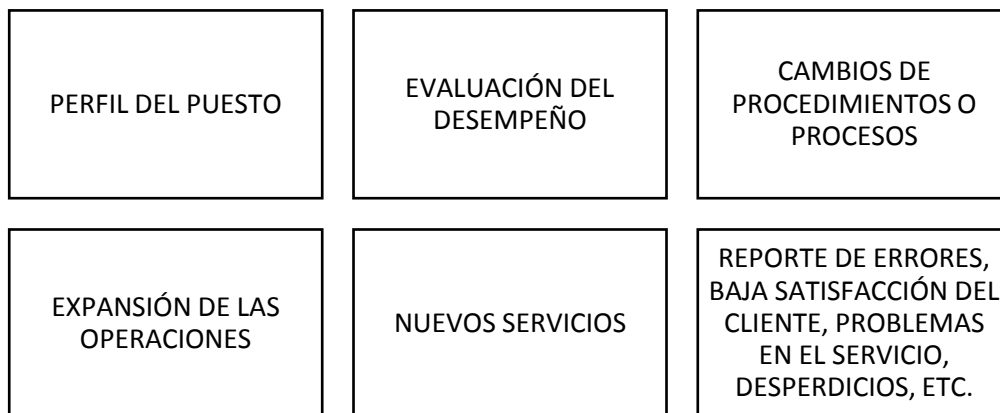 PERFIL DEL PUESTO
EVALUACIÓN DEL
DESEMPEÑO
CAMBIOS DE
PROCEDIMIENTOS O
PROCESOS
EXPANSIÓN DE LAS
OPERACIONES
NUEVOS SERVICIOS
REPORTE DE ERRORES,
BAJA SATISFACCIÓN DEL
CLIENTE, PROBLEMAS
EN EL SERVICIO,
DESPERDICIOS, ETC.